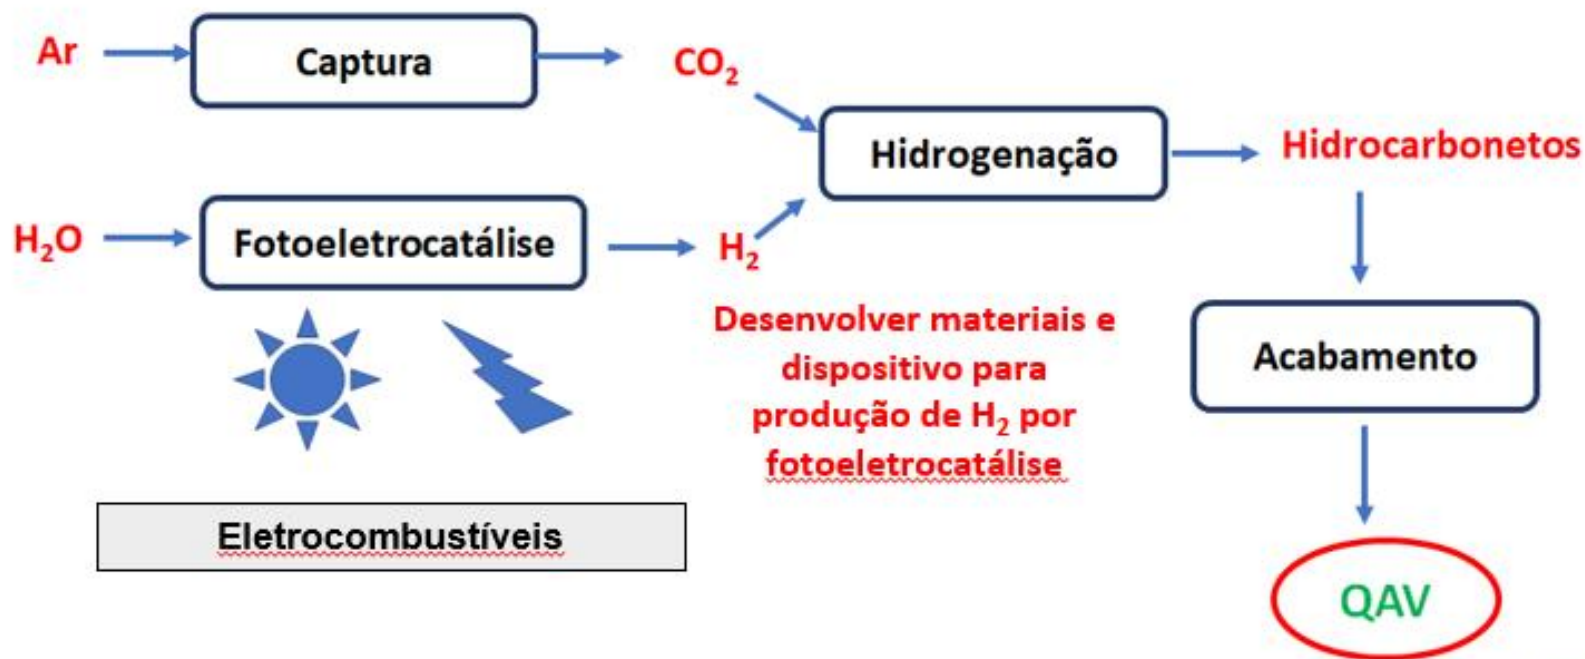 Ar
Captura
CO₂
Hidrogenação
Hidrocarbonetos
H₂O
Fotoeletrocatálise
H₂
Desenvolver materiais e
dispositivo para
produção de H₂ por
fotoeletrocatálise
Acabamento
Eletrocombustíveis
QAV